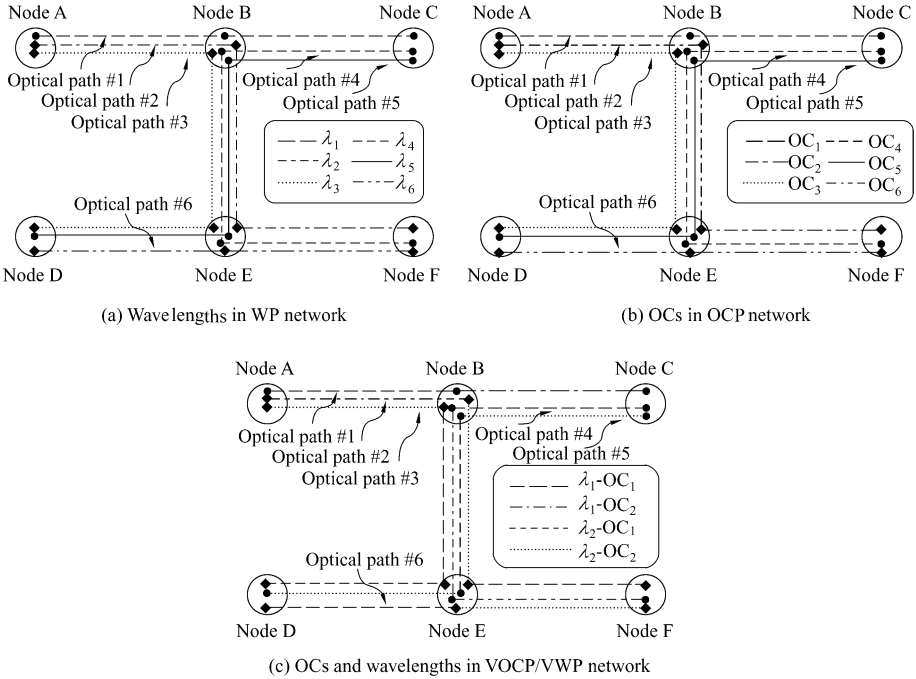 Node A
Node B
Node C
Optical path #1
Optical path #2
Optical path #3
Optical path #4
Optical path #5
λ1
λ4
λ2
λ5
λ3
λ6
Optical path #6
Node D
Node E
Node F
(a) Wavelengths in WP network
Node A
Node B
Node C
Optical path #1
Optical path #2
Optical path #3
Optical path #4
Optical path #5
OC1
OC4
OC2
OC5
OC3
OC6
Optical path #6
Node D
Node E
Node F
(b) OCs in OCP network
Node A
Node B
Node C
Optical path #1
Optical path #2
Optical path #3
Optical path #4
Optical path #5
λ1-OC1
λ1-OC2
λ2-OC1
λ2-OC2
Optical path #6
Node D
Node E
Node F
(c) OCs and wavelengths in VOCP/VWP network